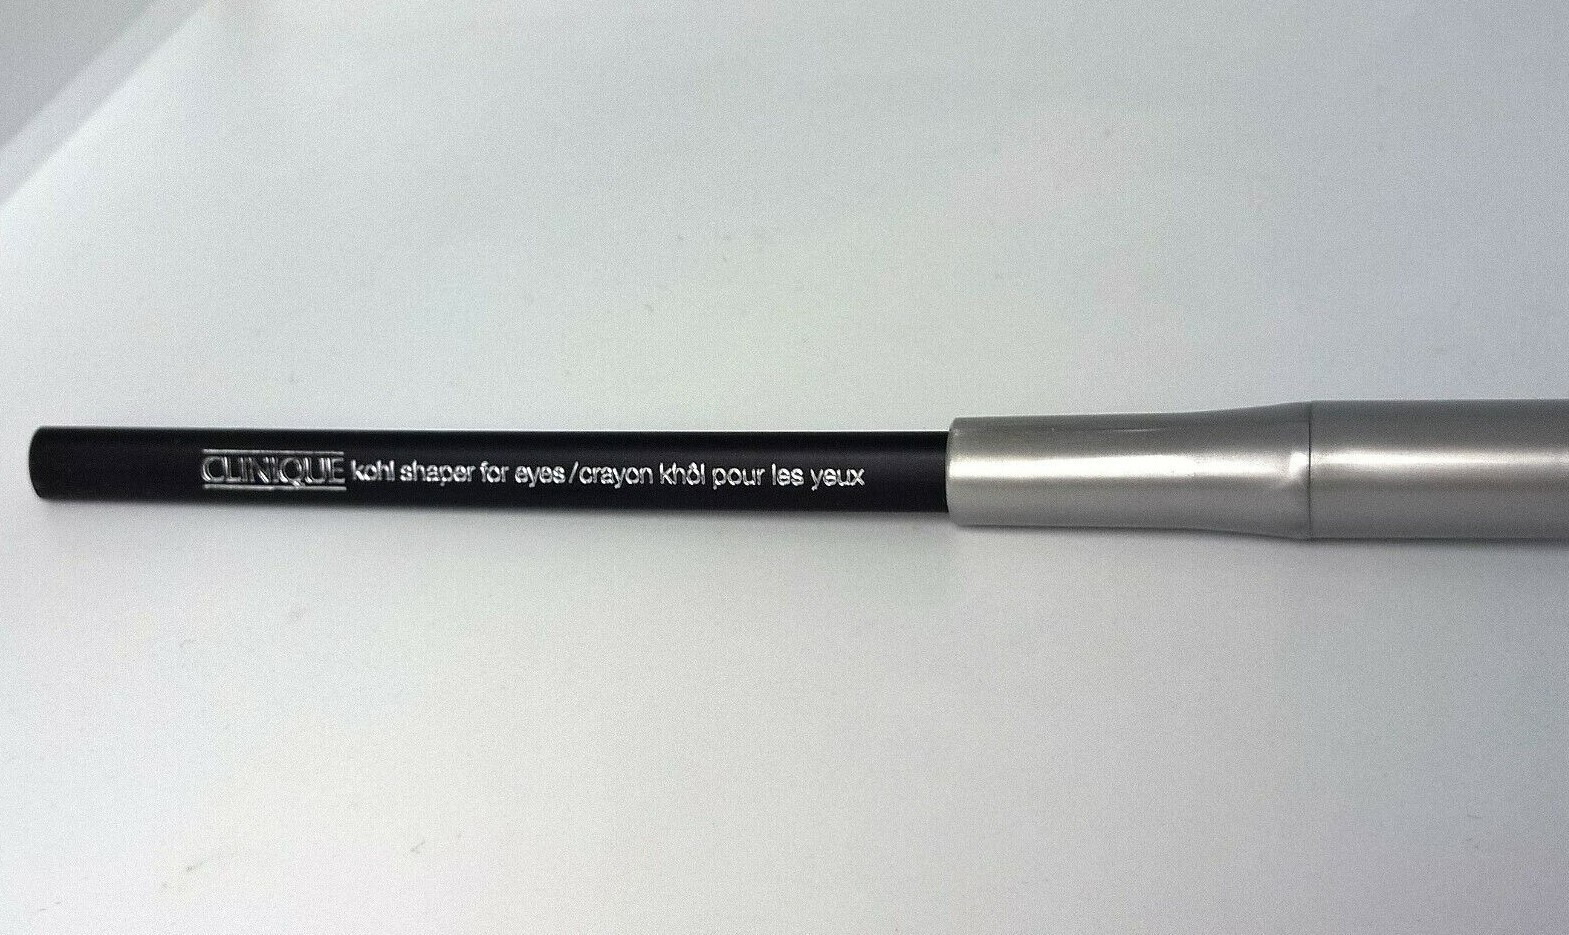 CLINIQUE kohl shaper for eyes/crayon khôl pour les yeux